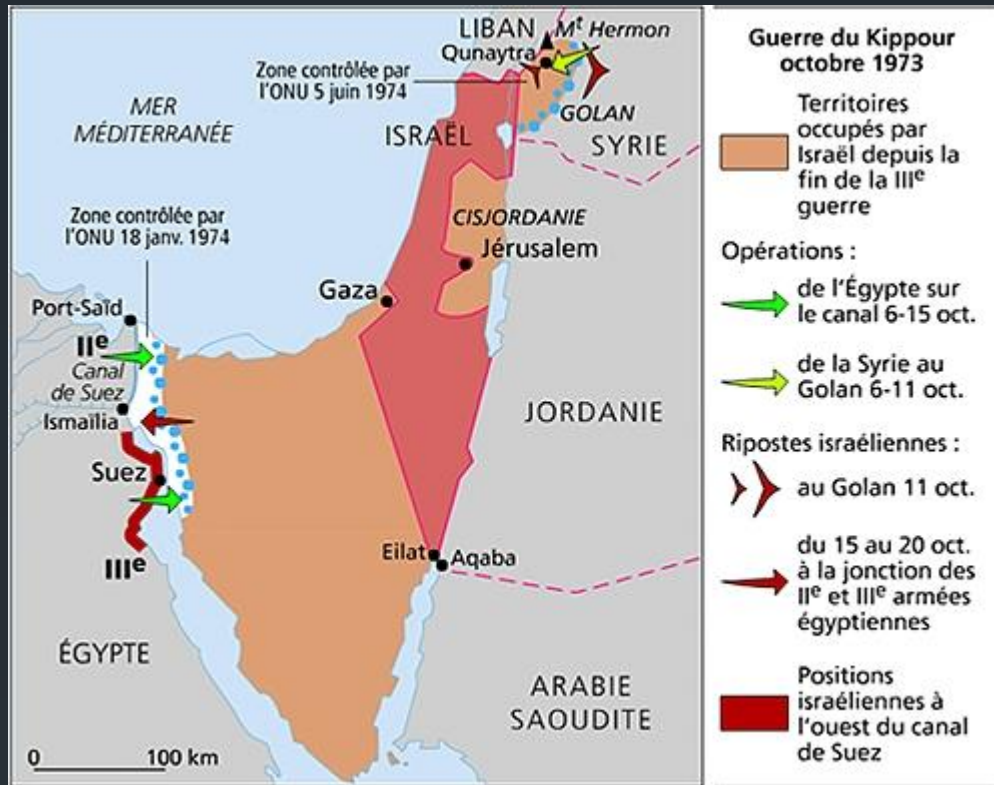 LIBAN
Mt Hermon
Qunaytra
Zone contrôlée par
l'ONU 5 juin 1974
MER
MÉDITERRANÉE
ISRAËL
GOLAN
SYRIE
Zone contrôlée par
l'ONU 18 janv. 1974
CISJORDANIE
Jérusalem
Gaza
Port-Saïd
IIe
Canal
de Suez
Ismaïlia
JORDANIE
Suez
IIIe
Eilat
Aqaba
ÉGYPTE
ARABIE
SAOUDITE
0 100 km
Guerre du Kippour
octobre 1973
Territoires
occupés par
Israël depuis la
fin de la IIIe
guerre
Opérations :
de l'Égypte sur
le canal 6-15 oct.
de la Syrie au
Golan 6-11 oct.
Ripostes israéliennes :
au Golan 11 oct.
du 15 au 20 oct.
à la jonction des
IIe et IIIe armées
égyptiennes
Positions
israéliennes à
l'ouest du canal
de Suez